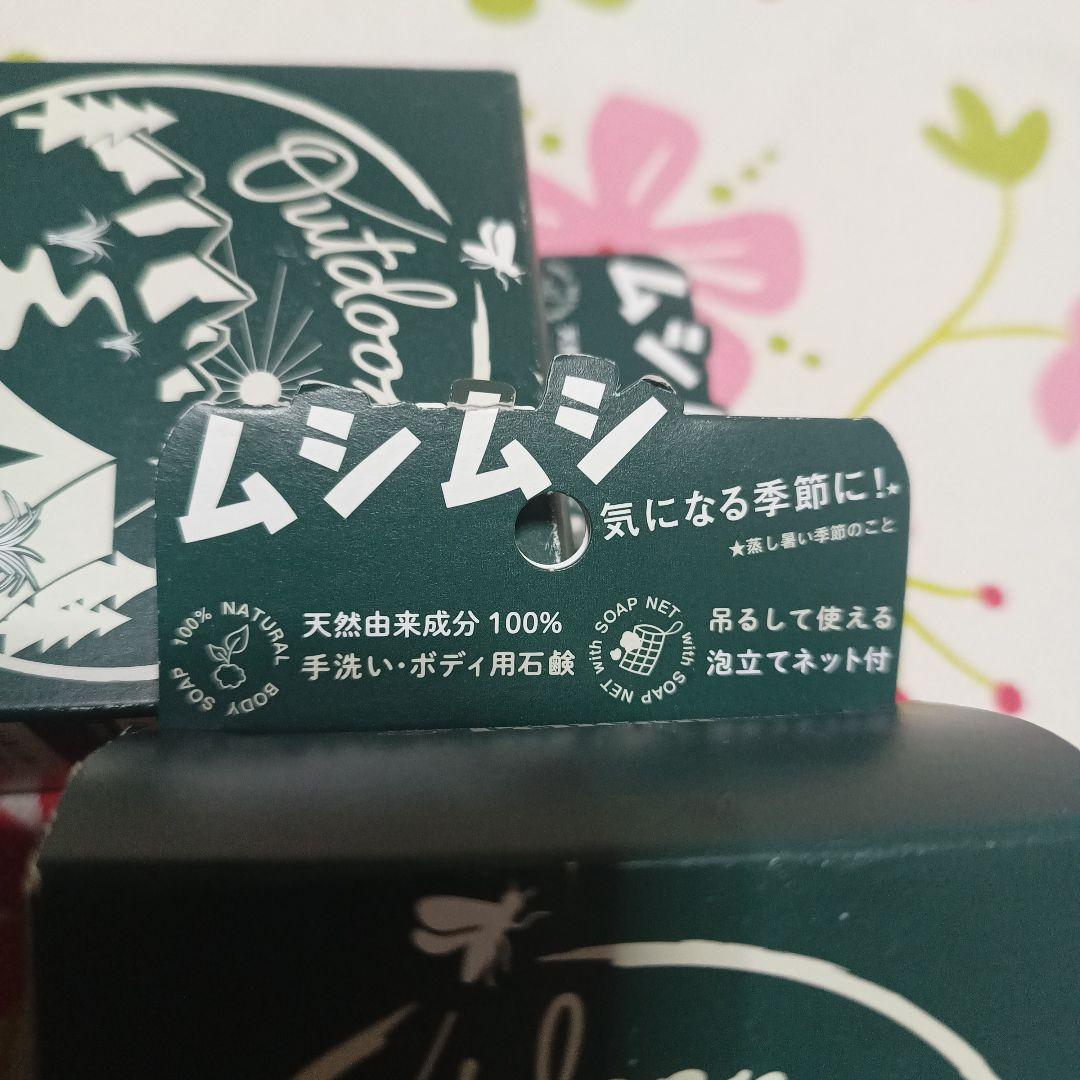 Outdoor
ムシ
ムシムシ
気になる季節に!★
★蒸し暑い季節のこと
100% NATURAL BODY SOAP
天然由来成分 100%
手洗い・ボディ用石鹸
with SOAP NET with SOAP NET
吊るして使える
泡立てネット付